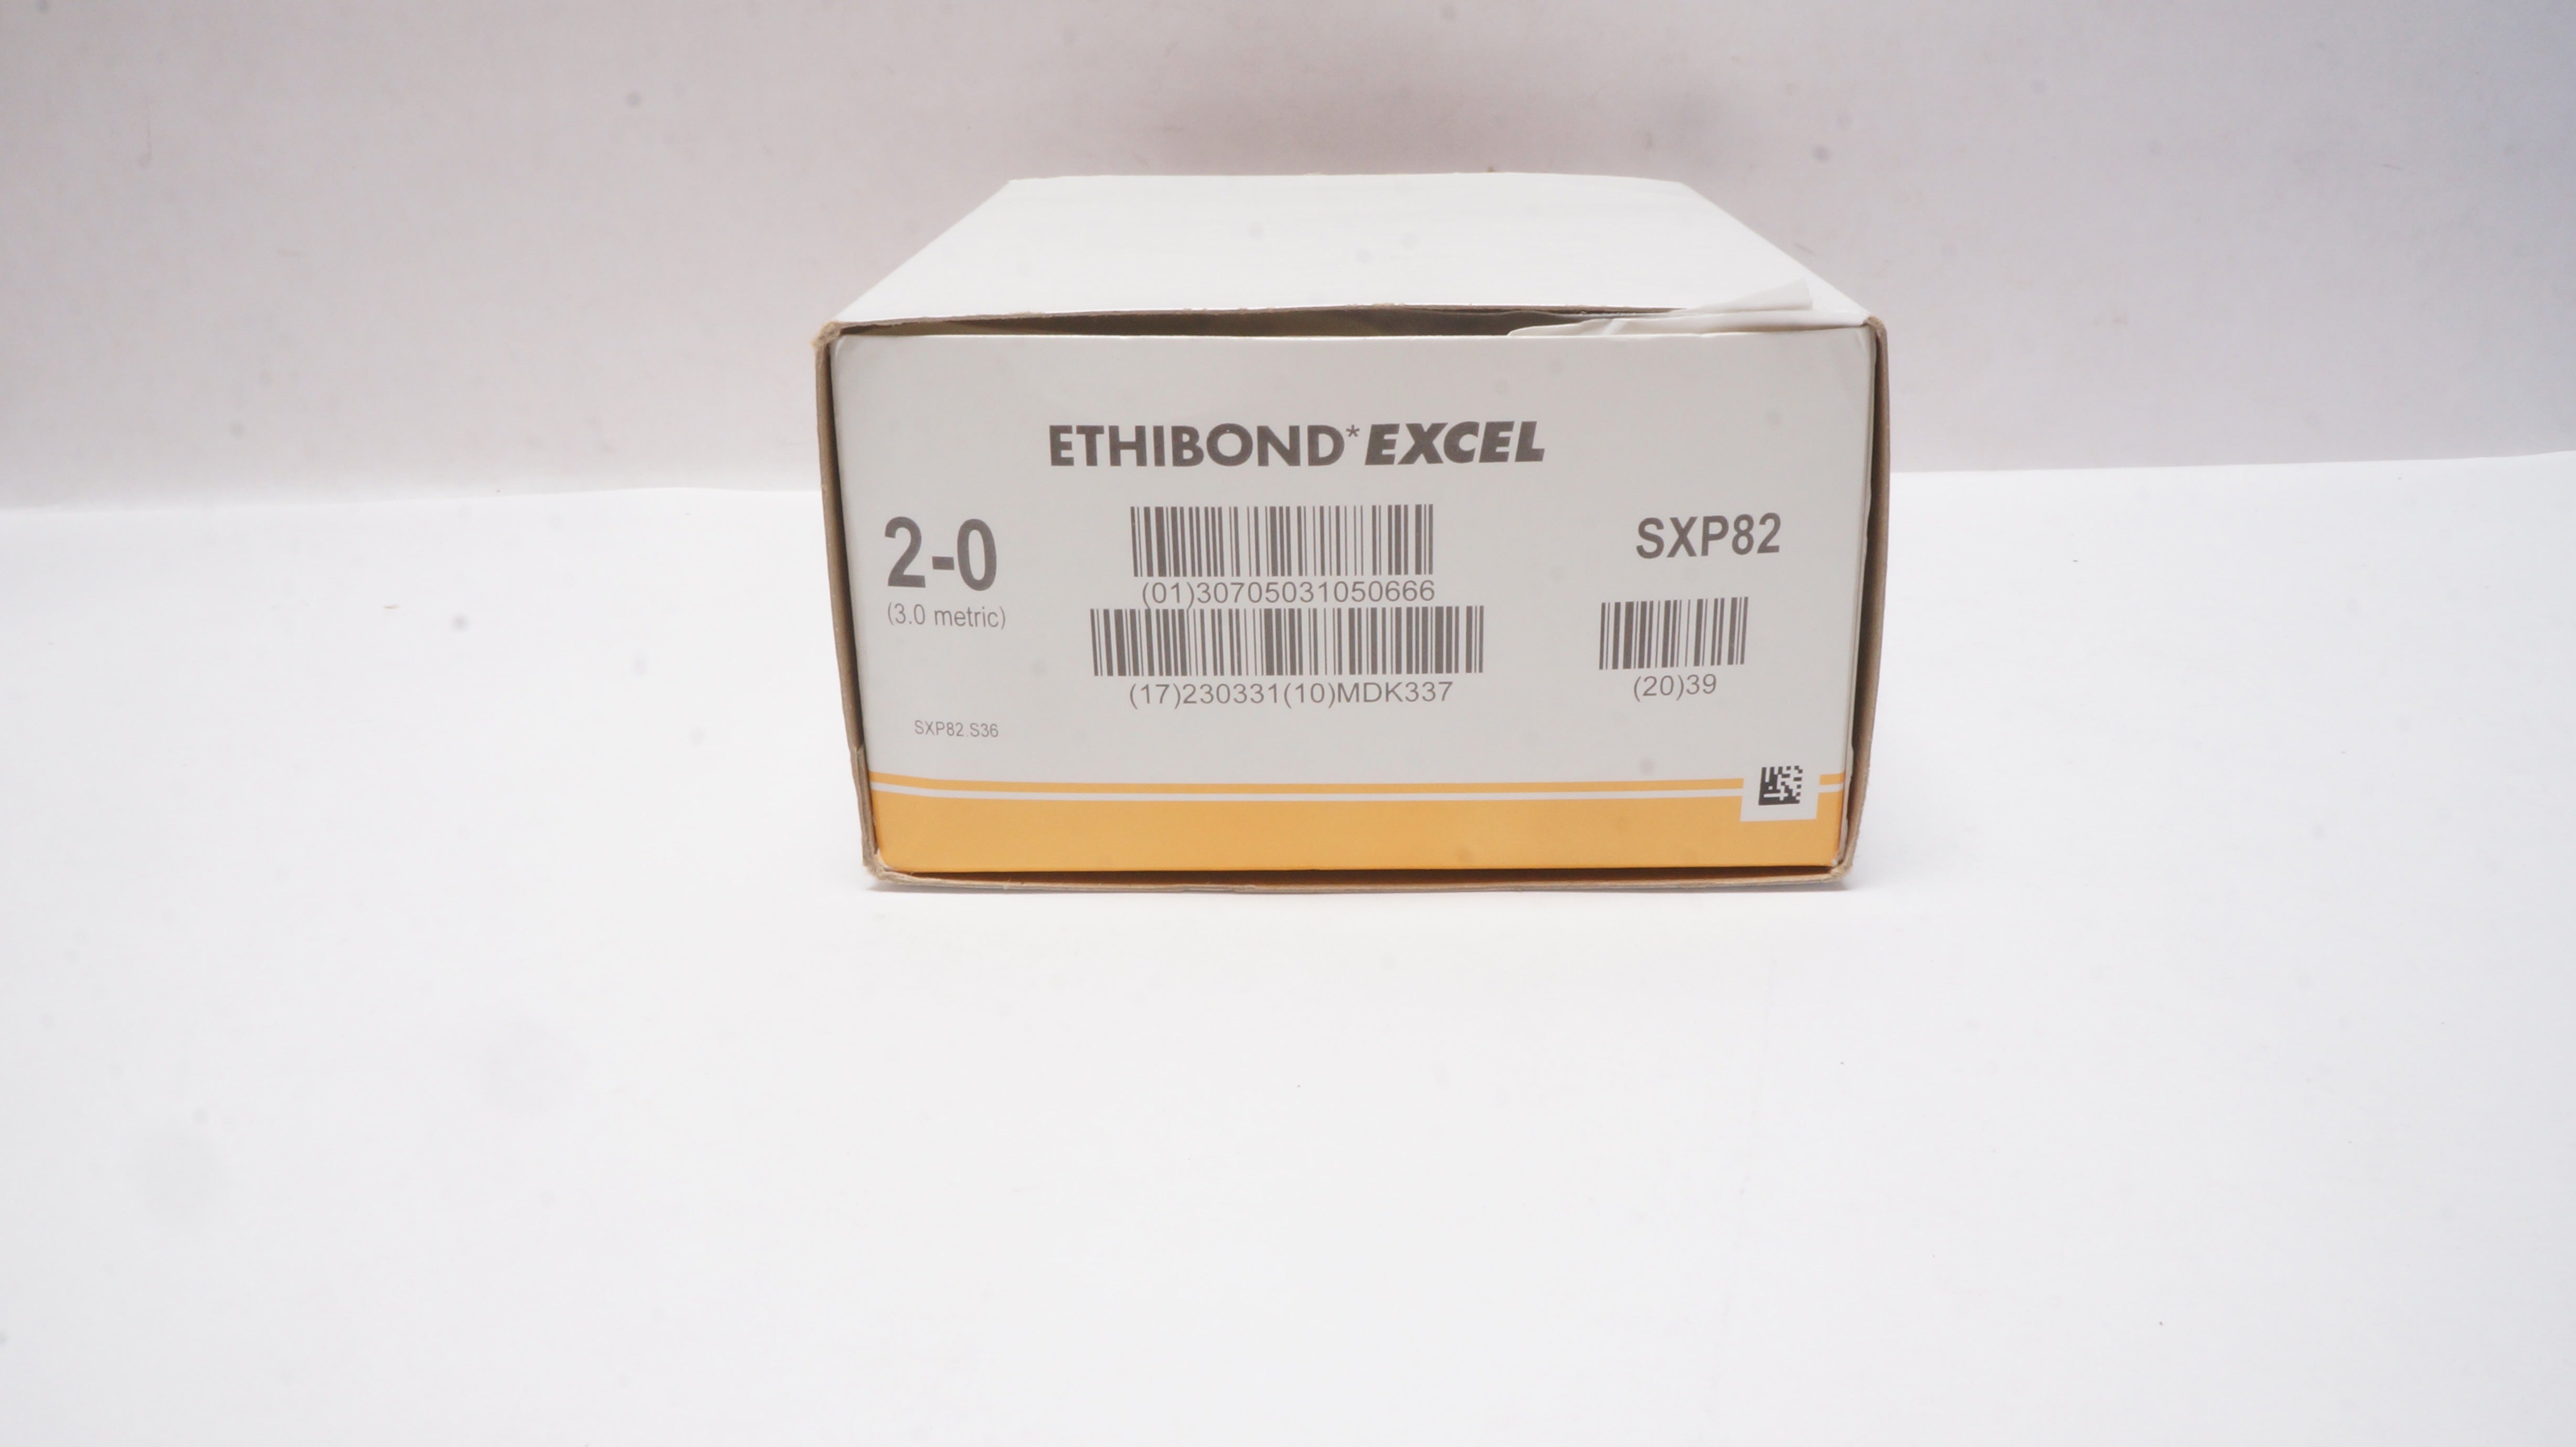 ETHIBOND* EXCEL
2-0
(3.0 metric)
(01)30705031050666
SXP82
(17)230331(10)MDK337
(20)39
SXP82.S36